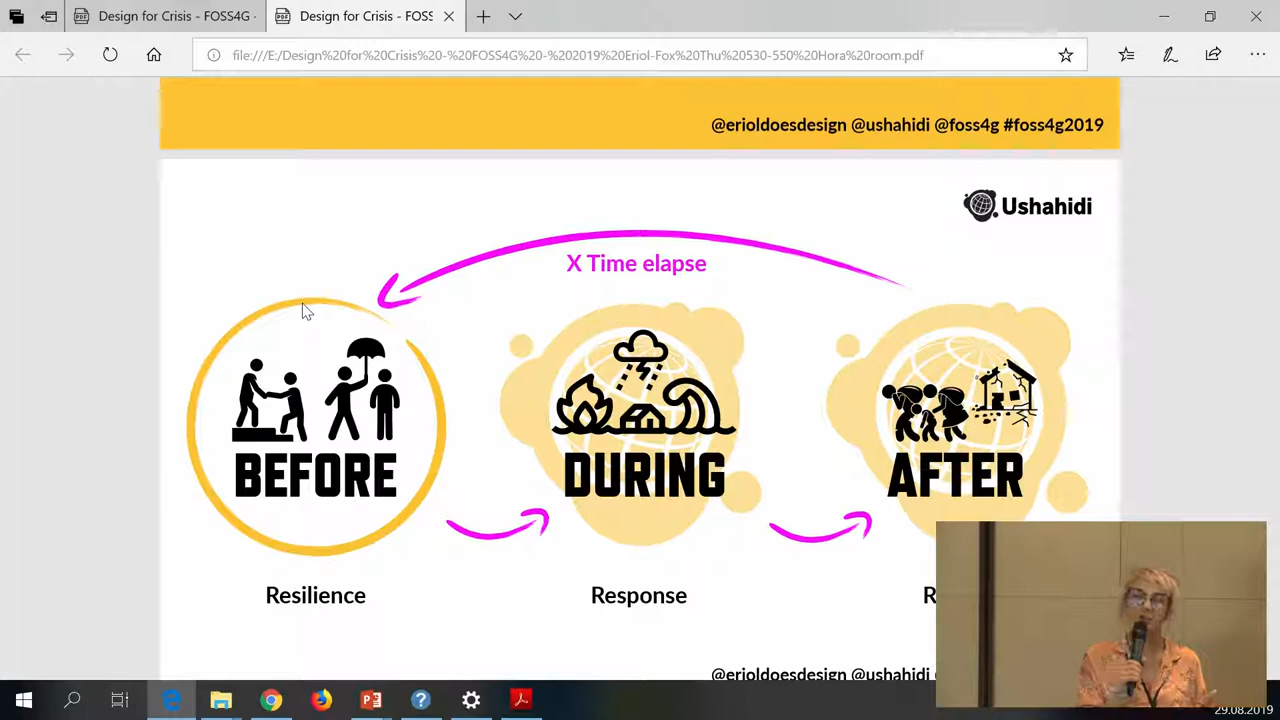 Design for Crisis - FOSS4G -
Design for Crisis - FOSS
file:///E:/Design%20for%20Crisis%20-%20FOSS4G%20-%202019%20Eriol-Fox%20Thu%20530-550%20Hora%20room.pdf
@erioldoesdesign @ushahidi @foss4g #foss4g2019
Ushahidi
X Time elapse
BEFORE
DURING
AFTER
Resilience
Response
R
@erioldoesdesign @ushahidi
29.08.2019